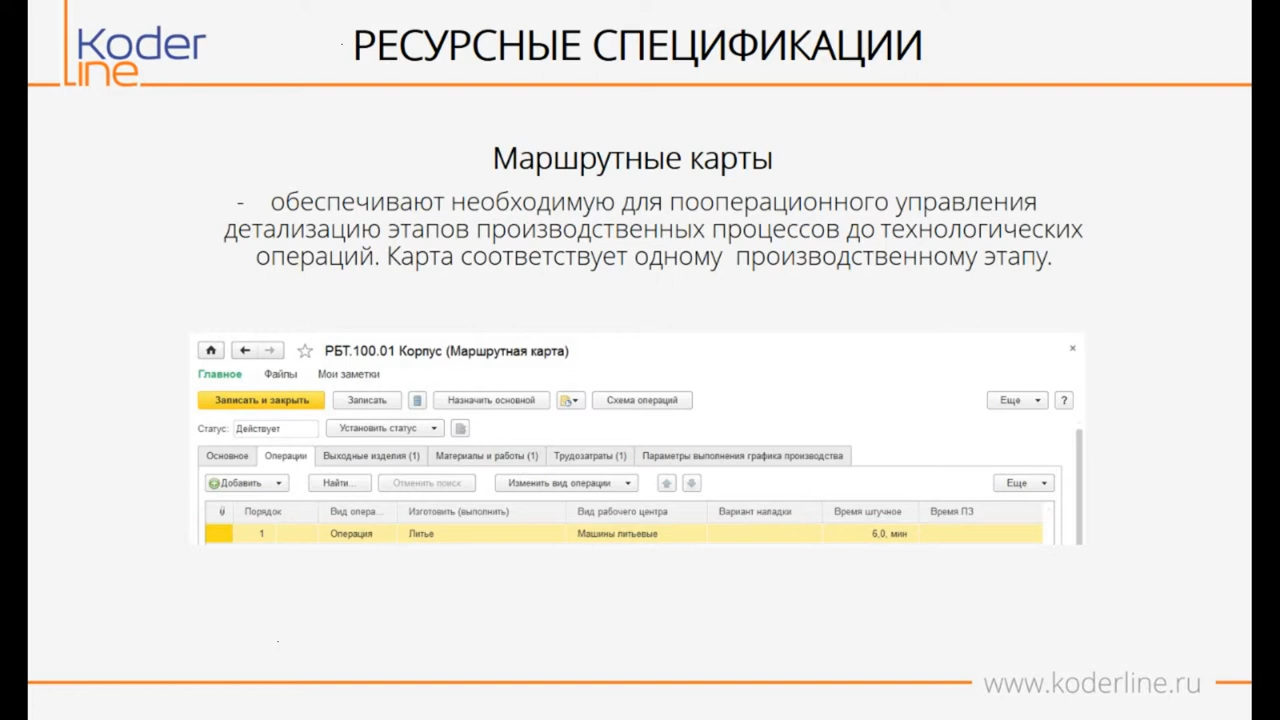 Koder
line
РЕСУРСНЫЕ СПЕЦИФИКАЦИИ
Маршрутные карты
- обеспечивают необходимую для пооперационного управления
детализацию этапов производственных процессов до технологических
операций. Карта соответствует одному производственному этапу.
РБТ.100.01 Корпус (Маршрутная карта) ×
Главное Файлы Мои заметки
Записать и закрыть Записать Назначить основной Схема операций Еще ?
Статус: Действует Установить статус
Основное Операции Выходные изделия (1) Материалы и работы (1) Трудозатраты (1) Параметры выполнения графика производства
Добавить Найти... Отменить поиск Изменить вид операции Еще
Порядок Вид опера... Изготовить (выполнить) Вид рабочего центра Вариант наладки Время штучное Время ПЗ
1 Операция Литье Машины литьевые 6,0, мин
www.koderline.ru